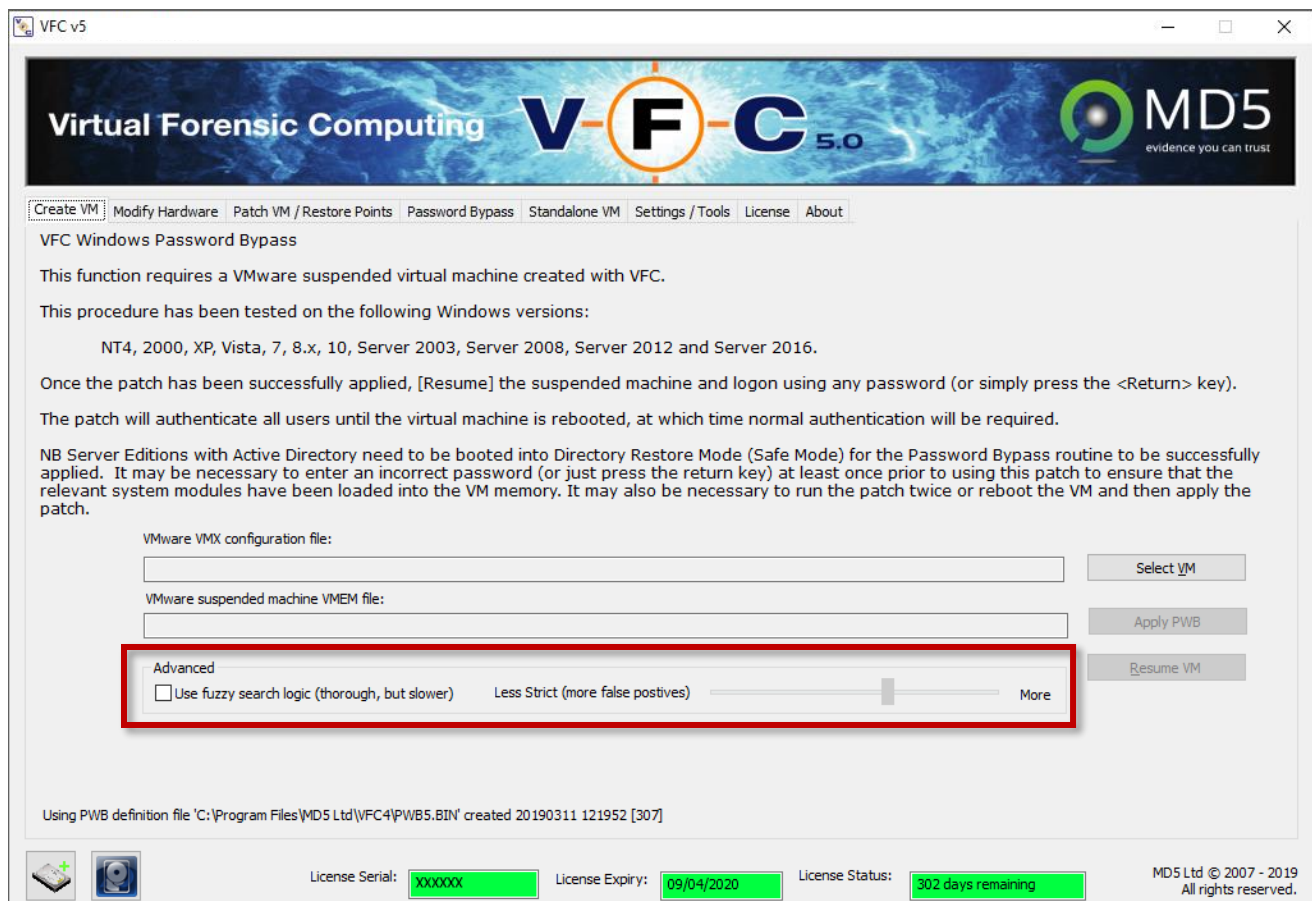 VFC v5
Virtual Forensic Computing
V-F-C 5.0
MD5
evidence you can trust
Create VM Modify Hardware Patch VM / Restore Points Password Bypass Standalone VM Settings / Tools License About
VFC Windows Password Bypass
This function requires a VMware suspended virtual machine created with VFC.
This procedure has been tested on the following Windows versions:
NT4, 2000, XP, Vista, 7, 8.x, 10, Server 2003, Server 2008, Server 2012 and Server 2016.
Once the patch has been successfully applied, [Resume] the suspended machine and logon using any password (or simply press the <Return> key).
The patch will authenticate all users until the virtual machine is rebooted, at which time normal authentication will be required.
NB Server Editions with Active Directory need to be booted into Directory Restore Mode (Safe Mode) for the Password Bypass routine to be successfully
applied. It may be necessary to enter an incorrect password (or just press the return key) at least once prior to using this patch to ensure that the
relevant system modules have been loaded into the VM memory. It may also be necessary to run the patch twice or reboot the VM and then apply the
patch.
VMware VMX configuration file:
Select VM
VMware suspended machine VMEM file:
Apply PWB
Advanced
Resume VM
Use fuzzy search logic (thorough, but slower) Less Strict (more false postives) More
Using PWB definition file 'C:\Program Files\MD5 Ltd\VFC4\PWB5.BIN' created 20190311 121952 [307]
License Serial: XXXXXX License Expiry: 09/04/2020 License Status: 302 days remaining
MD5 Ltd © 2007 - 2019
All rights reserved.